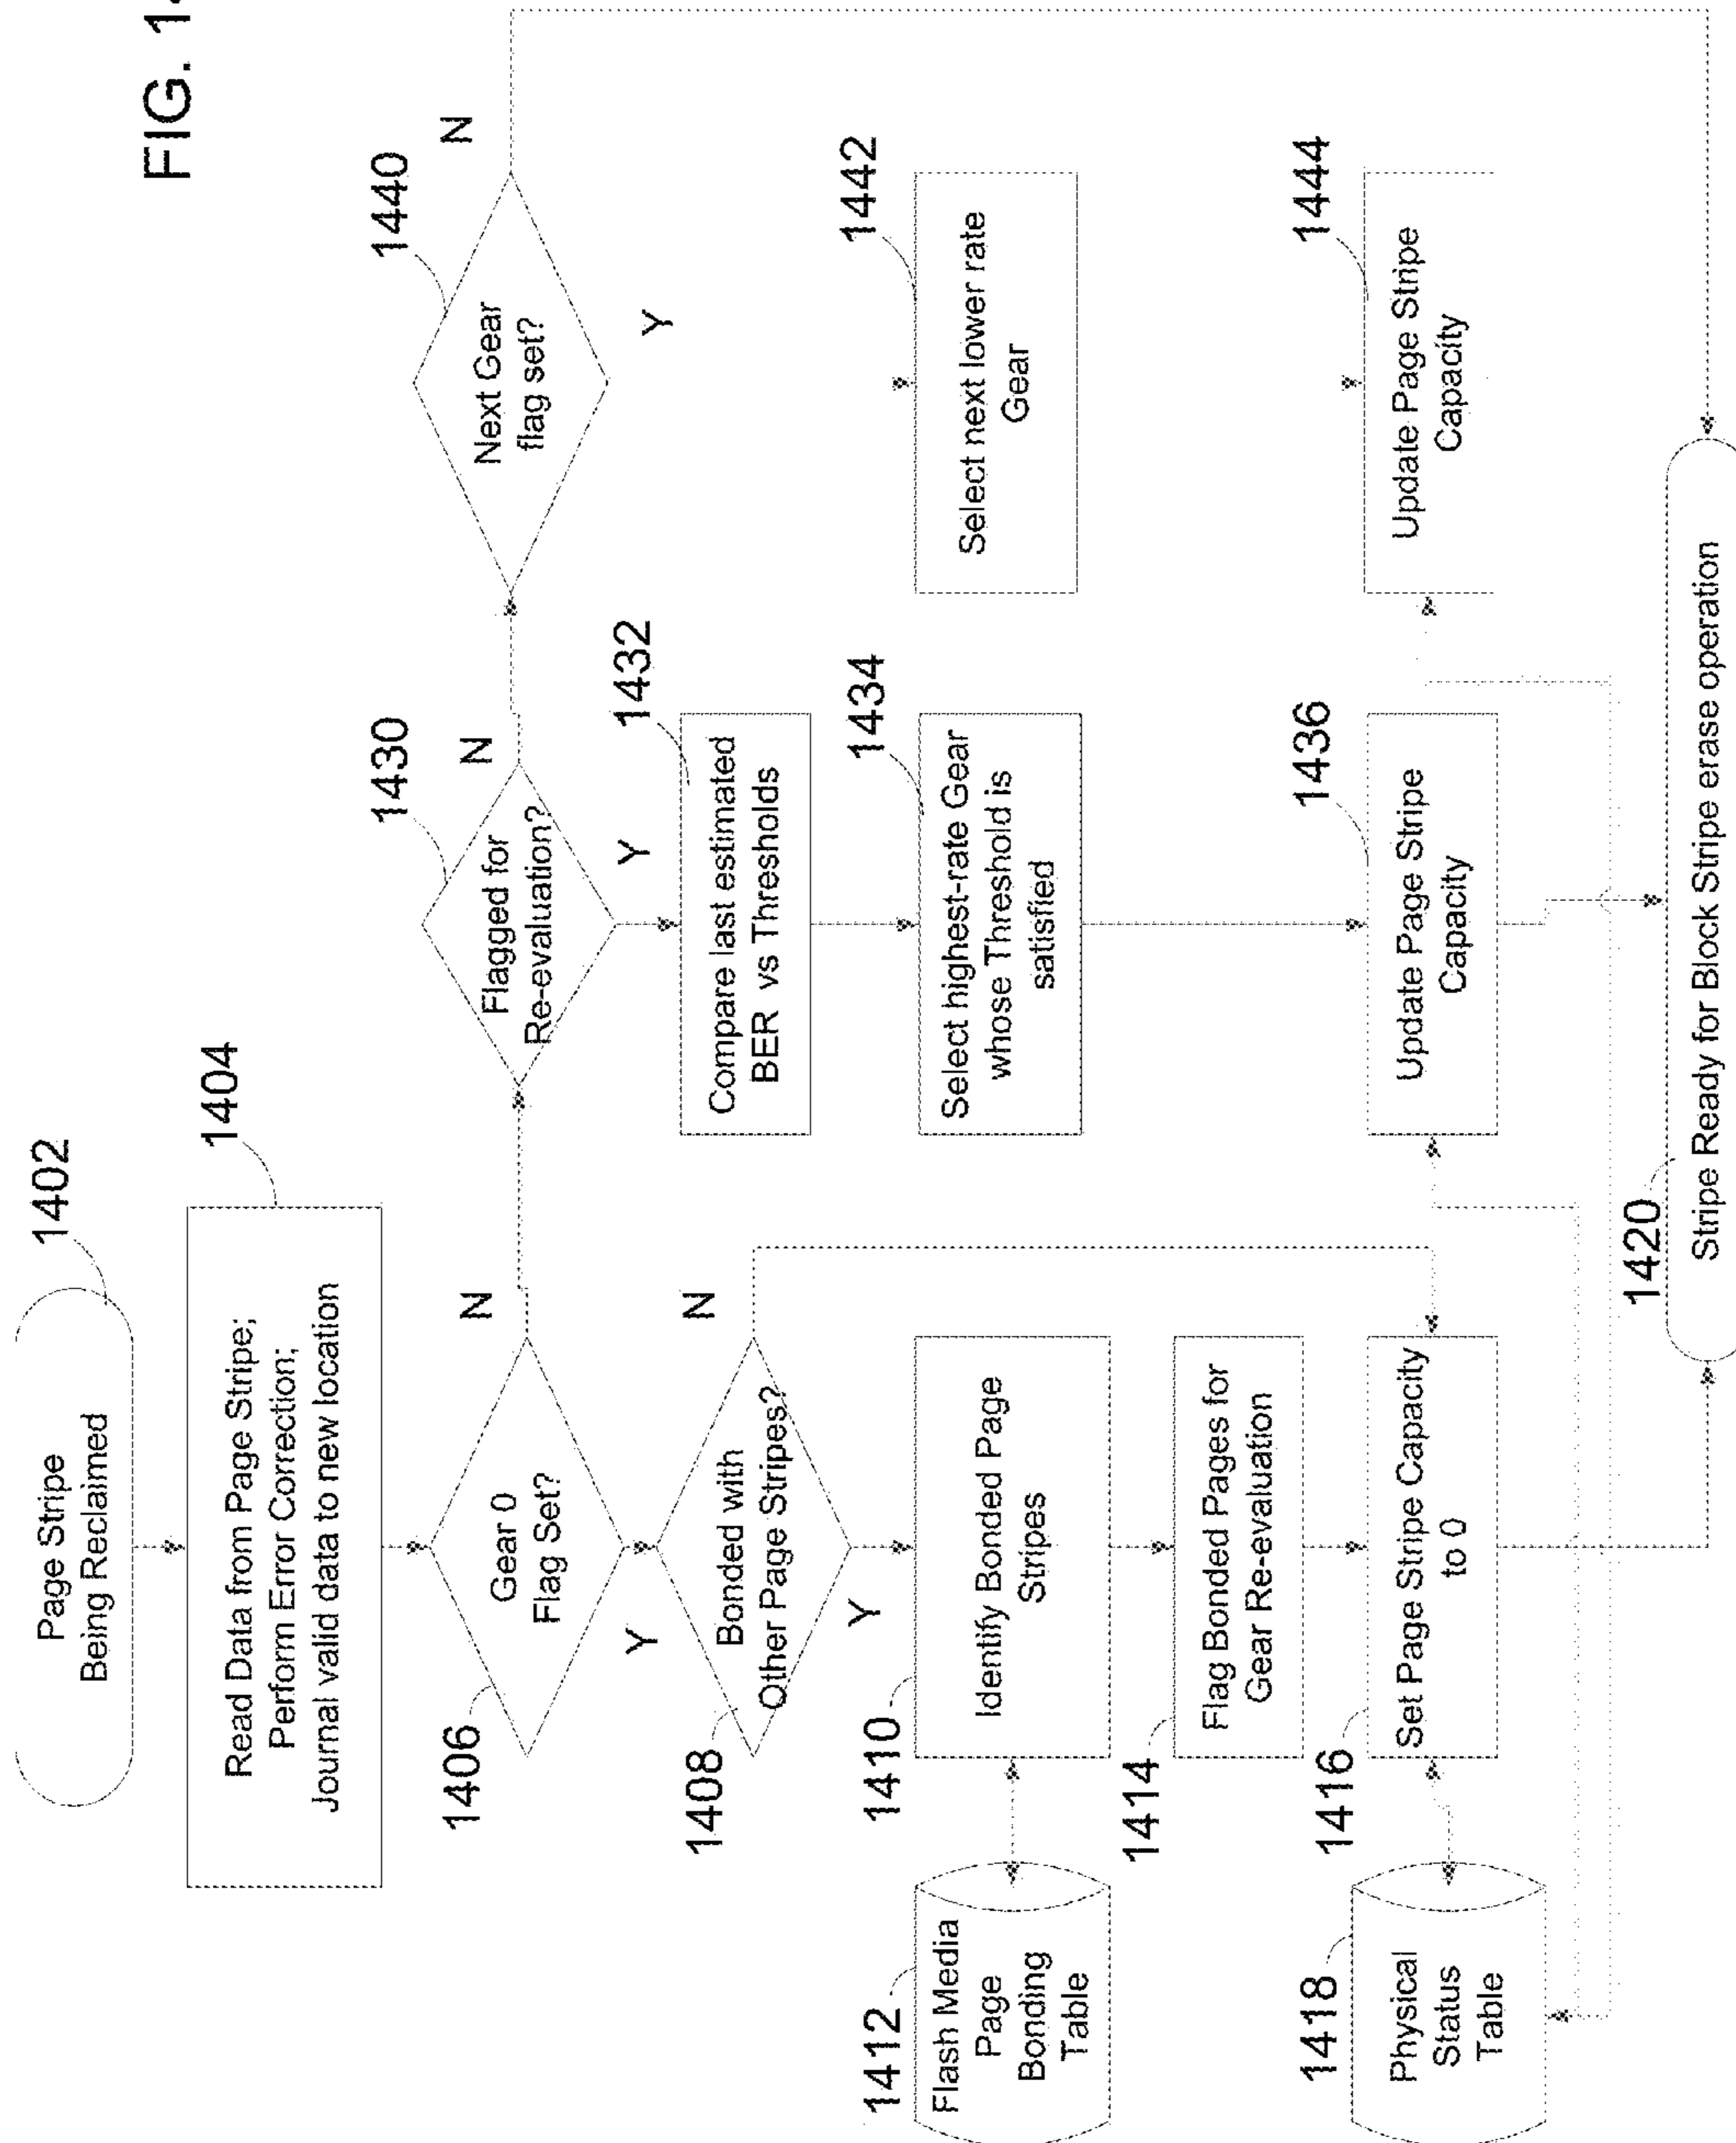 FIG. 14
1402
Page Stripe
Being Reclaimed
1404
Read Data from Page Stripe;
Perform Error Correction;
Journal valid data to new location
1406
Gear 0
Flag Set?
N
Y
1408
Bonded with
Other Page Stripes?
N
Y
1410
Identify Bonded Page
Stripes
1412
Flash Media
Page
Bonding
Table
1414
Flag Bonded Pages for
Gear Re-evaluation
1416
Set Page Stripe Capacity
to 0
1418
Physical
Status
Table
1430
Flagged for
Re-evaluation?
N
Y
1432
Compare last estimated
BER vs Thresholds
1434
Select highest-rate Gear
whose Threshold is
satisfied
1436
Update Page Stripe
Capacity
1440
Next Gear
flag set?
N
Y
1442
Select next lower rate
Gear
1444
Update Page Stripe
Capacity
1420
Stripe Ready for Block Stripe erase operation